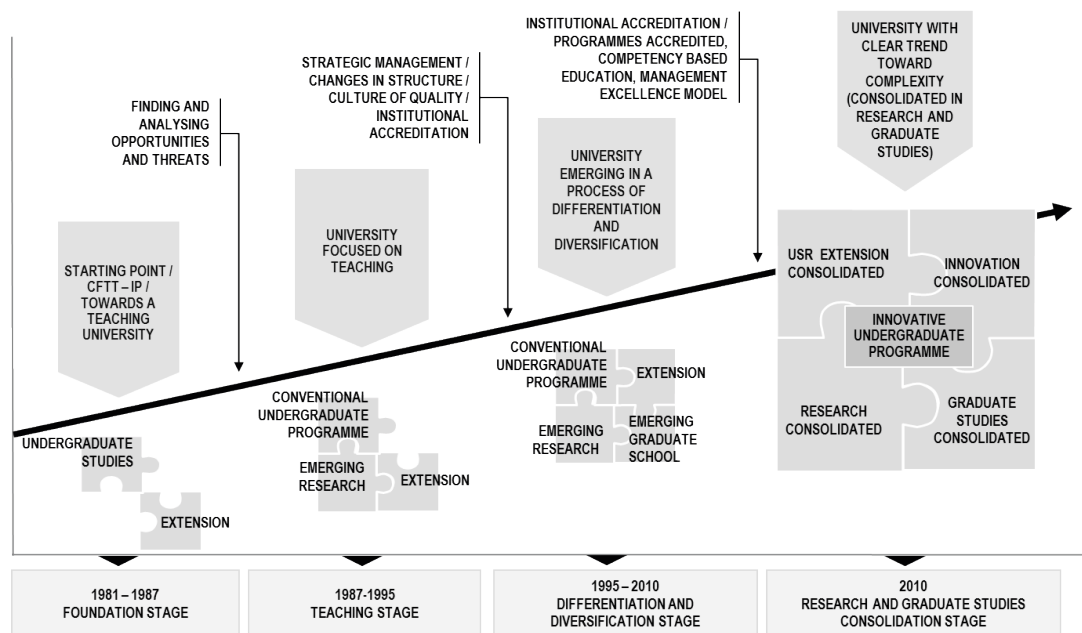 FINDING AND
ANALYSING
OPPORTUNITIES
AND THREATS
STRATEGIC MANAGEMENT /
CHANGES IN STRUCTURE /
CULTURE OF QUALITY /
INSTITUTIONAL
ACCREDITATION
INSTITUTIONAL ACCREDITATION /
PROGRAMMES ACCREDITED,
COMPETENCY BASED
EDUCATION, MANAGEMENT
EXCELLENCE MODEL
UNIVERSITY WITH
CLEAR TREND
TOWARD
COMPLEXITY
(CONSOLIDATED IN
RESEARCH AND
GRADUATE
STUDIES)
STARTING POINT /
CFTT – IP /
TOWARDS A
TEACHING
UNIVERSITY
UNIVERSITY
FOCUSED ON
TEACHING
UNIVERSITY
EMERGING IN A
PROCESS OF
DIFFERENTIATION
AND
DIVERSIFICATION
UNDERGRADUATE
STUDIES
EXTENSION
CONVENTIONAL
UNDERGRADUATE
PROGRAMME
EMERGING
RESEARCH
EXTENSION
CONVENTIONAL
UNDERGRADUATE
PROGRAMME
EXTENSION
EMERGING
RESEARCH
EMERGING
GRADUATE
SCHOOL
USR EXTENSION
CONSOLIDATED
INNOVATION
CONSOLIDATED
INNOVATIVE
UNDERGRADUATE
PROGRAMME
RESEARCH
CONSOLIDATED
GRADUATE
STUDIES
CONSOLIDATED
1981 – 1987
FOUNDATION STAGE
1987-1995
TEACHING STAGE
1995 – 2010
DIFFERENTIATION AND
DIVERSIFICATION STAGE
2010
RESEARCH AND GRADUATE STUDIES
CONSOLIDATION STAGE